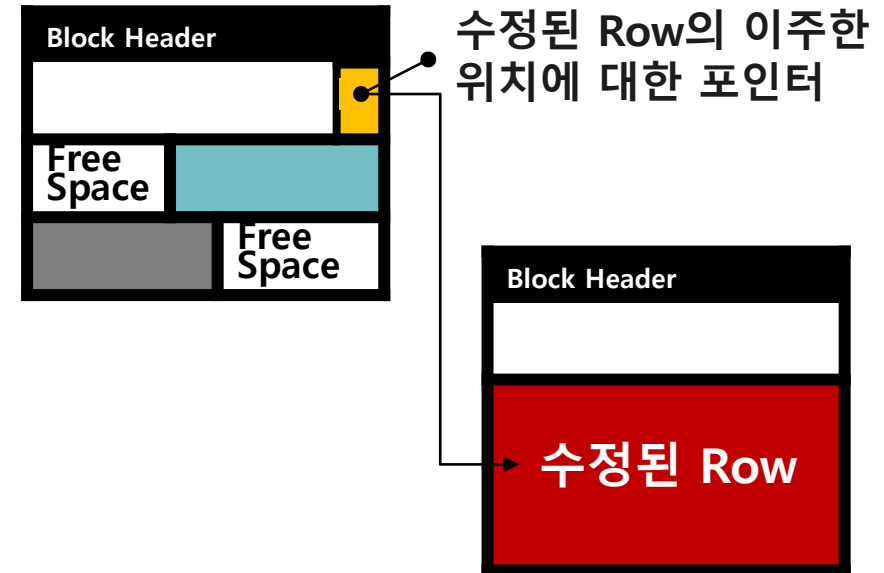 Block Header
수정된 Row의 이주한
위치에 대한 포인터
Free
Space
Free
Space
Block Header
수정된 Row